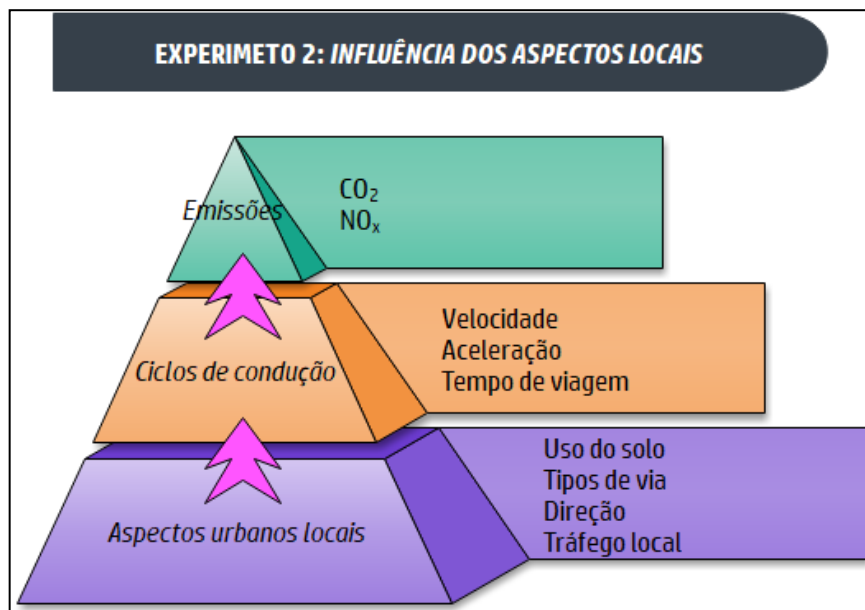 EXPERIMETO 2: INFLUÊNCIA DOS ASPECTOS LOCAIS
Emissões
CO₂
NOₓ
Ciclos de condução
Velocidade
Aceleração
Tempo de viagem
Aspectos urbanos locais
Uso do solo
Tipos de via
Direção
Tráfego local